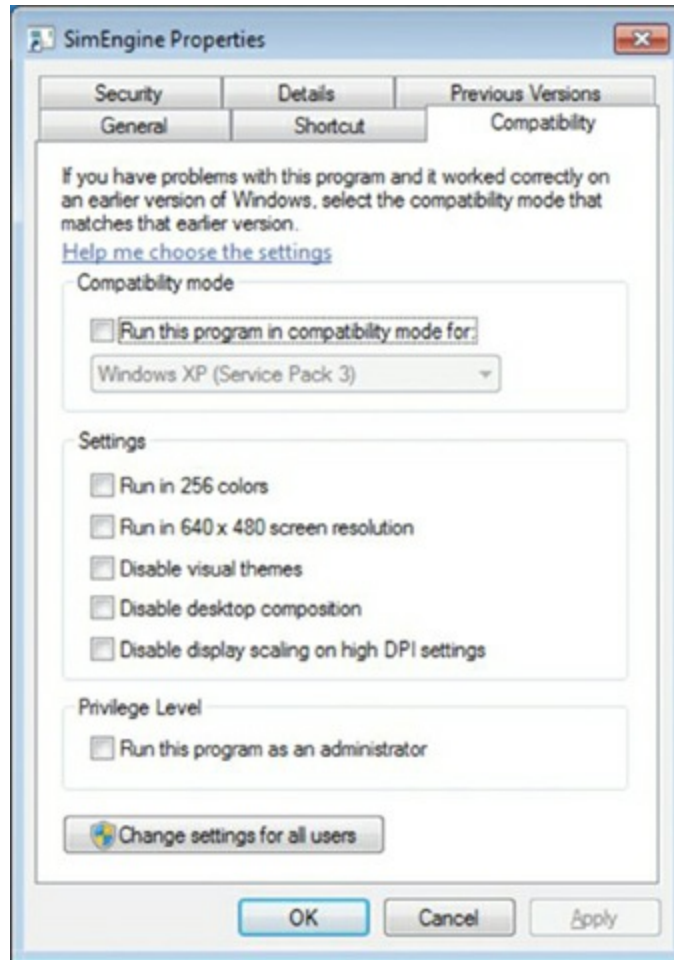 SimEngine Properties
Security
Details
Previous Versions
General
Shortcut
Compatibility
If you have problems with this program and it worked correctly on
an earlier version of Windows, select the compatibility mode that
matches that earlier version.
Help me choose the settings
Compatibility mode
Run this program in compatibility mode for:
Windows XP (Service Pack 3)
Settings
Run in 256 colors
Run in 640 x 480 screen resolution
Disable visual themes
Disable desktop composition
Disable display scaling on high DPI settings
Privilege Level
Run this program as an administrator
Change settings for all users
OK
Cancel
Apply